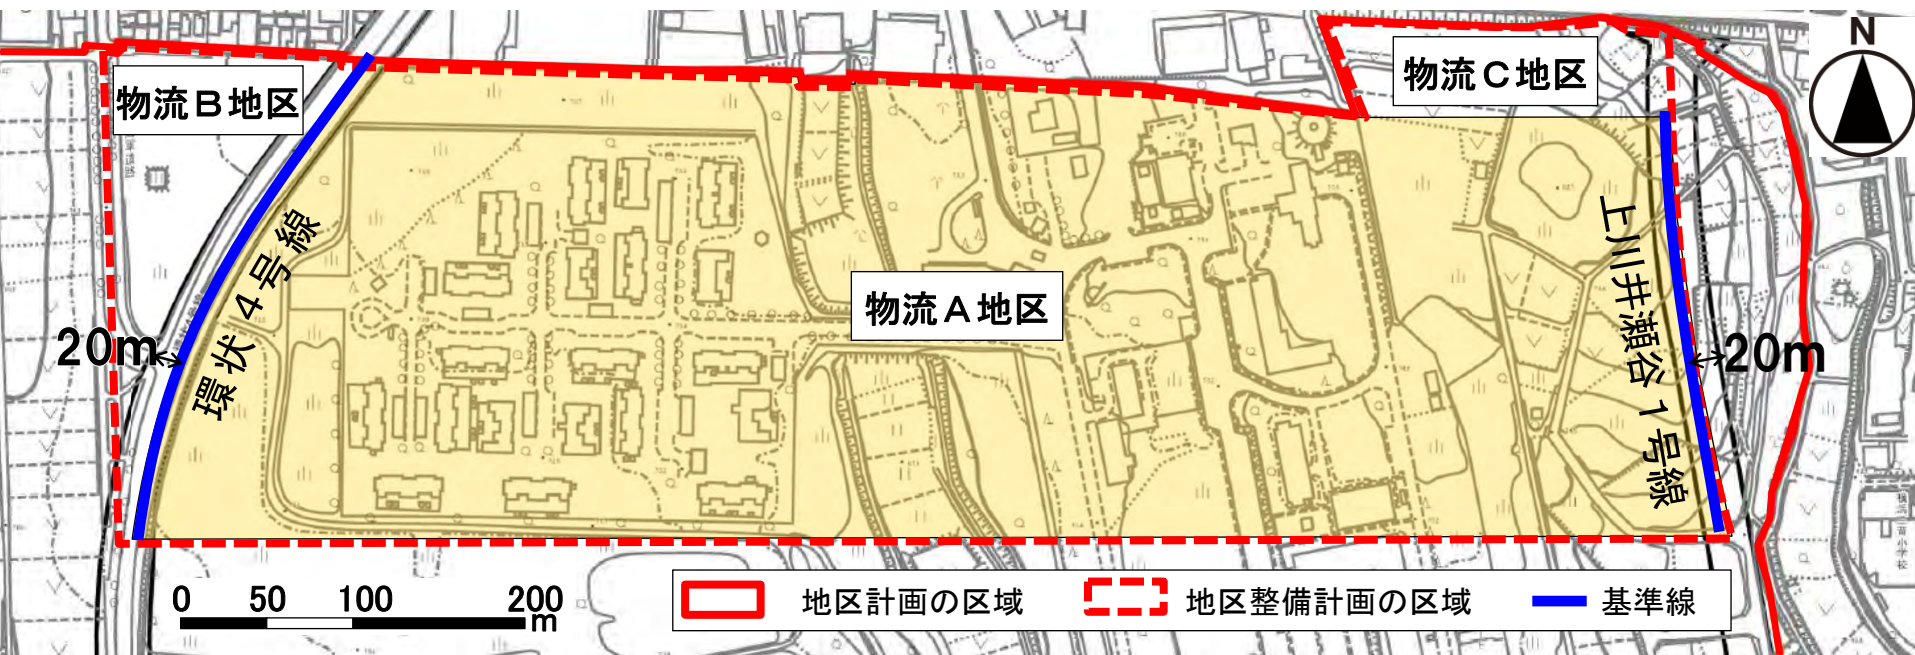 物流B地区
物流C地区
N
環状4号線
物流A地区
上川井瀬谷1号線
20m
20m
0 50 100 200
m
地区計画の区域
地区整備計画の区域
基準線